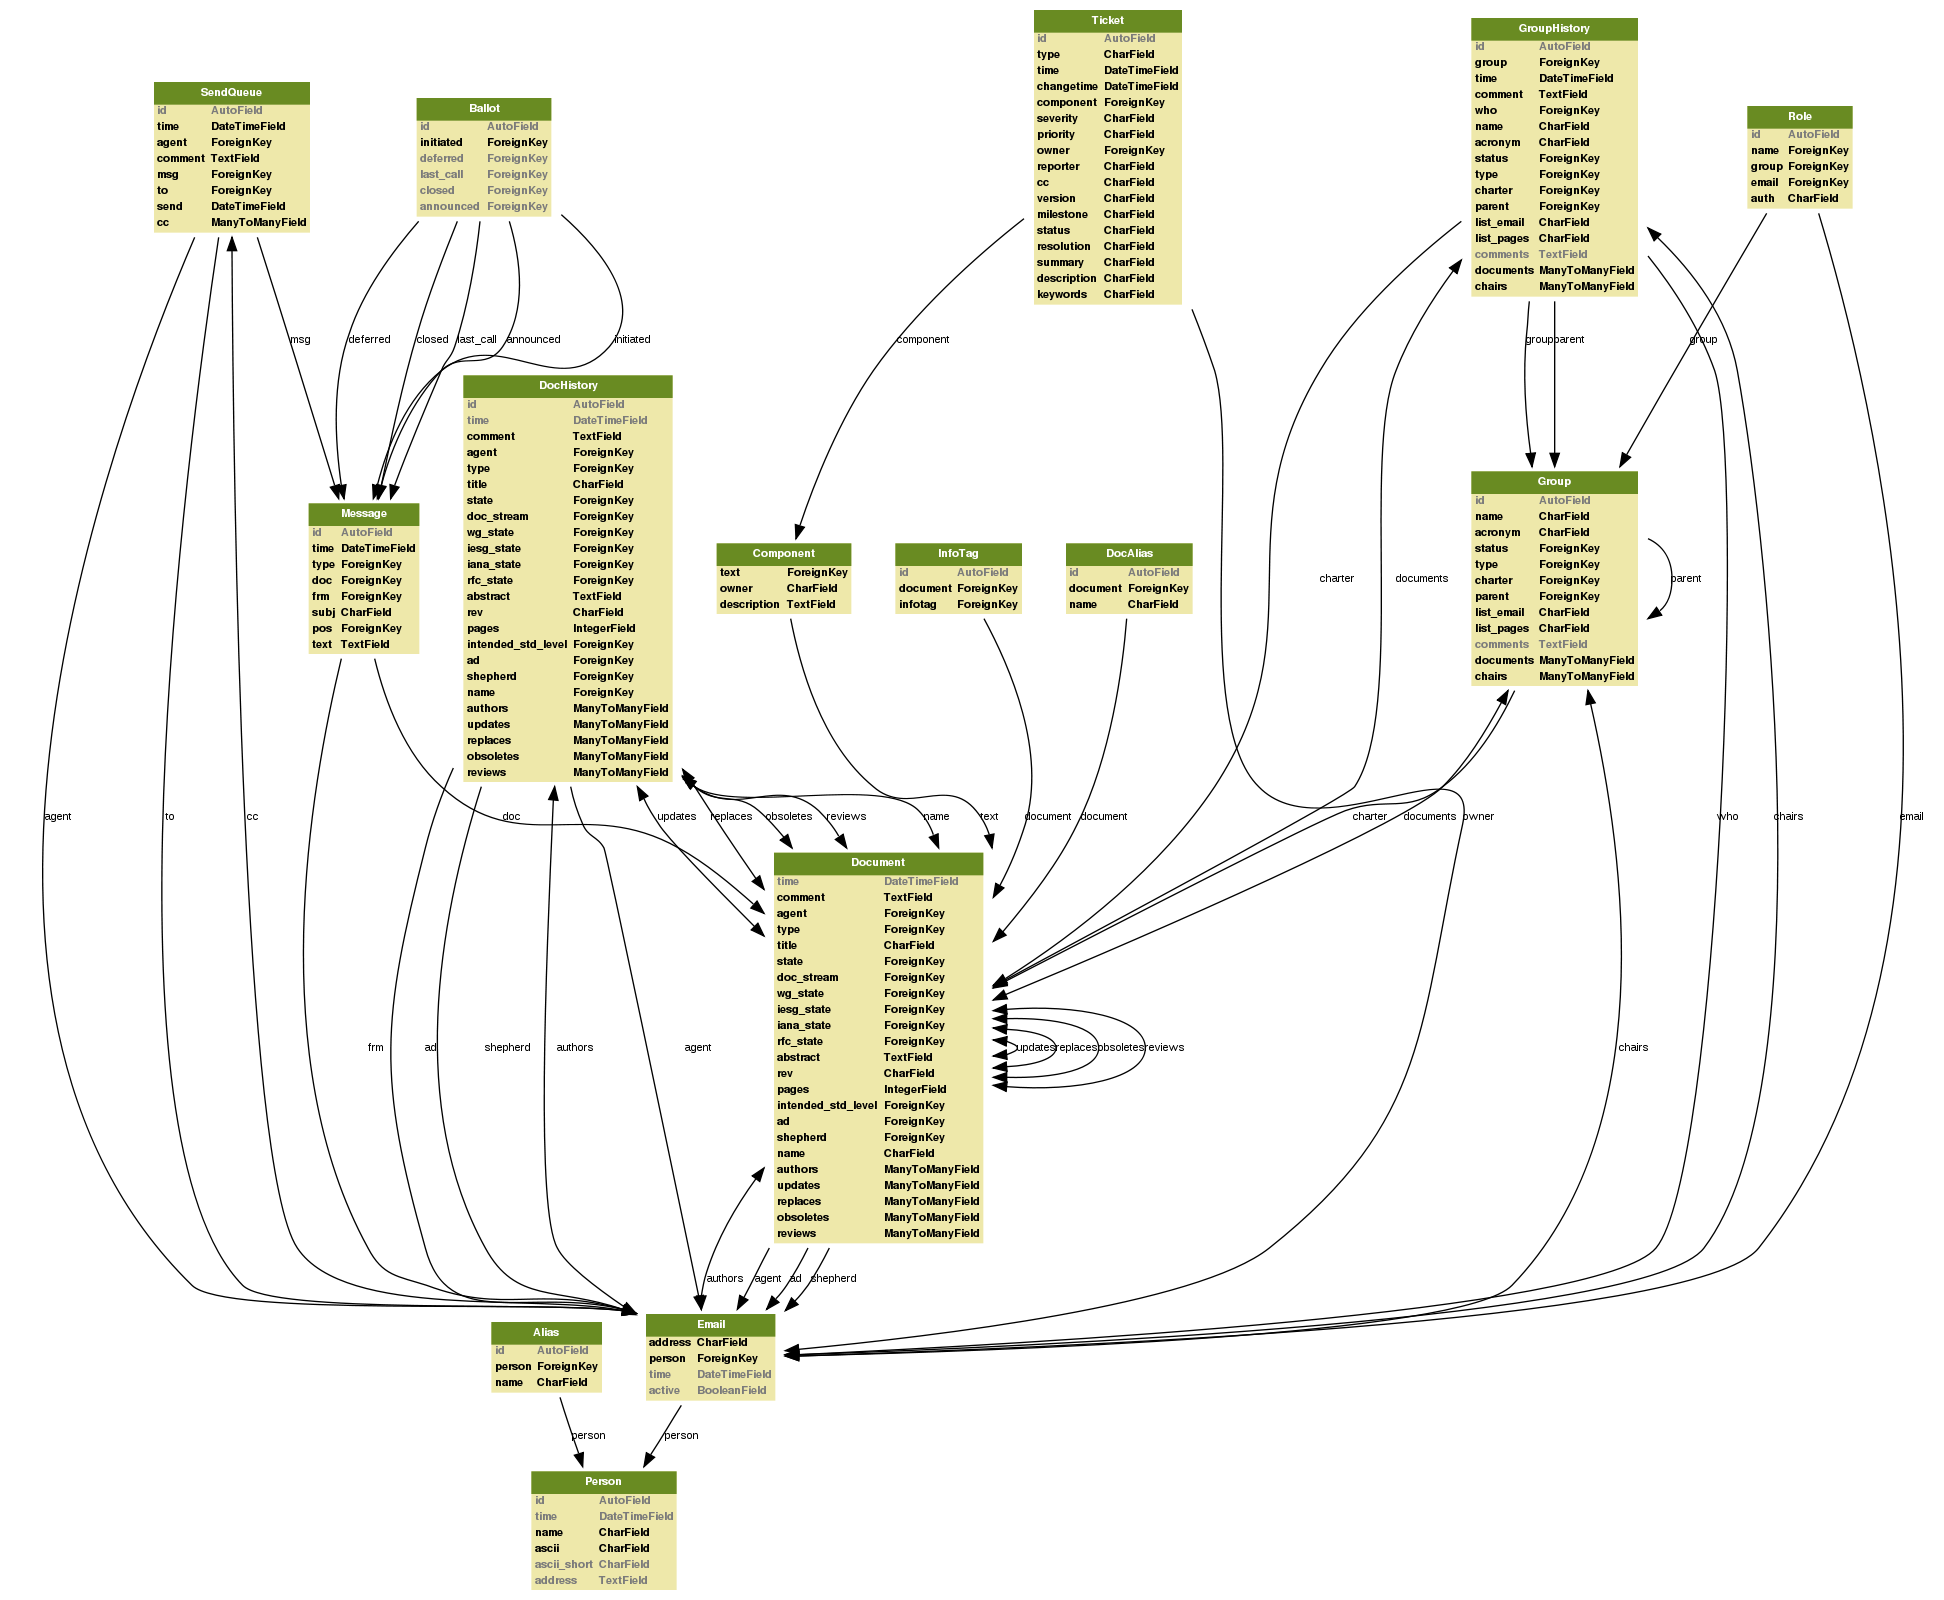 Ticket
id AutoField
type CharField
time DateTimeField
changetime DateTimeField
component ForeignKey
severity CharField
priority CharField
owner ForeignKey
reporter CharField
cc CharField
version CharField
milestone CharField
status CharField
resolution CharField
summary CharField
description CharField
keywords CharField
GroupHistory
id AutoField
group ForeignKey
time DateTimeField
comment TextField
who ForeignKey
name CharField
acronym CharField
status ForeignKey
type ForeignKey
charter ForeignKey
parent ForeignKey
list_email CharField
list_pages CharField
comments TextField
documents ManyToManyField
chairs ManyToManyField
SendQueue
id AutoField
time DateTimeField
agent ForeignKey
comment TextField
msg ForeignKey
to ForeignKey
send DateTimeField
cc ManyToManyField
Ballot
id AutoField
initiated ForeignKey
deferred ForeignKey
last_call ForeignKey
closed ForeignKey
announced ForeignKey
Role
id AutoField
name ForeignKey
group ForeignKey
email ForeignKey
auth CharField
msg
deferred
closed
last_call
announced
initiated
component
group
parent
group
DocHistory
id AutoField
time DateTimeField
comment TextField
agent ForeignKey
type ForeignKey
title CharField
state ForeignKey
doc_stream ForeignKey
wg_state ForeignKey
iesg_state ForeignKey
iana_state ForeignKey
rfc_state ForeignKey
abstract TextField
rev CharField
pages IntegerField
intended_std_level ForeignKey
ad ForeignKey
shepherd ForeignKey
name ForeignKey
authors ManyToManyField
updates ManyToManyField
replaces ManyToManyField
obsoletes ManyToManyField
reviews ManyToManyField
Message
id AutoField
time DateTimeField
type ForeignKey
doc ForeignKey
frm ForeignKey
subj CharField
pos ForeignKey
text TextField
Component
text ForeignKey
owner CharField
description TextField
InfoTag
id AutoField
document ForeignKey
infotag ForeignKey
DocAlias
id AutoField
document ForeignKey
name CharField
charter
documents
Group
id AutoField
name CharField
acronym CharField
status ForeignKey
type ForeignKey
charter ForeignKey
parent ForeignKey
list_email CharField
list_pages CharField
comments TextField
documents ManyToManyField
chairs ManyToManyField
parent
agent
to
cc
doc
updates
replaces
obsoletes
reviews
name
text
document
document
charter
documents
owner
who
chairs
email
Document
time DateTimeField
comment TextField
agent ForeignKey
type ForeignKey
title CharField
state ForeignKey
doc_stream ForeignKey
wg_state ForeignKey
iesg_state ForeignKey
iana_state ForeignKey
rfc_state ForeignKey
abstract TextField
rev CharField
pages IntegerField
intended_std_level ForeignKey
ad ForeignKey
shepherd ForeignKey
name CharField
authors ManyToManyField
updates ManyToManyField
replaces ManyToManyField
obsoletes ManyToManyField
reviews ManyToManyField
frm
ad
shepherd
authors
agent
updates
replaces
obsoletes
reviews
chairs
authors
agent
ad
shepherd
Email
address CharField
person ForeignKey
time DateTimeField
active BooleanField
Alias
id AutoField
person ForeignKey
name CharField
person
person
Person
id AutoField
time DateTimeField
name CharField
ascii CharField
ascii_short CharField
address TextField